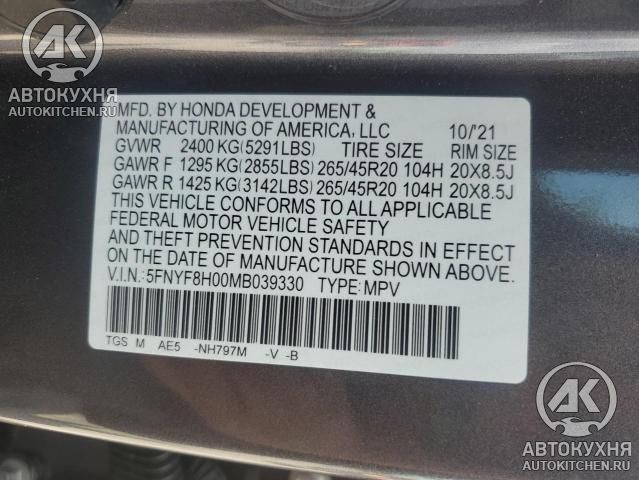 АВТОКУХНЯ
AUTOKITCHEN.RU
MFD. BY HONDA DEVELOPMENT &
MANUFACTURING OF AMERICA, LLC 10/'21
GVWR 2400 KG(5291LBS) TIRE SIZE RIM SIZE
GAWR F 1295 KG(2855LBS) 265/45R20 104H 20X8.5J
GAWR R 1425 KG(3142LBS) 265/45R20 104H 20X8.5J
THIS VEHICLE CONFORMS TO ALL APPLICABLE
FEDERAL MOTOR VEHICLE SAFETY
AND THEFT PREVENTION STANDARDS IN EFFECT
ON THE DATE OF MANUFACTURE SHOWN ABOVE.
V.I.N.:5FNYF8H00MB039330 TYPE:MPV
TGS M AE5 -NH797M -V -B
АК
АВТОКУХНЯ
AUTOKITCHEN.RU